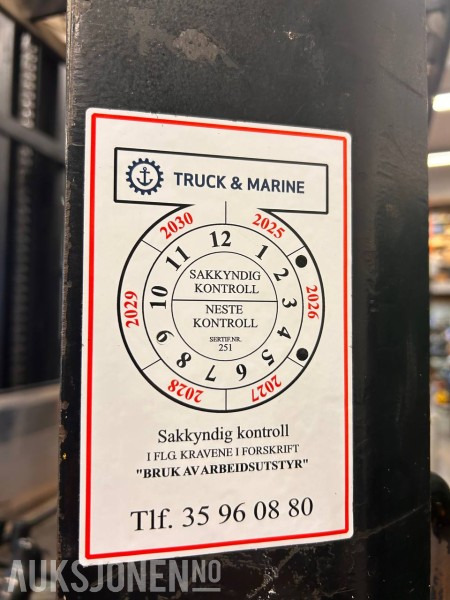 TRUCK & MARINE
2025
2026
2027
2028
2029
2030
12
1
2
3
4
5
6
7
8
9
10
11
SAKKYNDIG
KONTROLL
NESTE
KONTROLL
SERTIF.NR.
251
Sakkyndig kontroll
I FLG. KRAVENE I FORSKRIFT
"BRUK AV ARBEIDSUTSTYR"
Tlf. 35 96 08 80
AUKSJONEN.NO